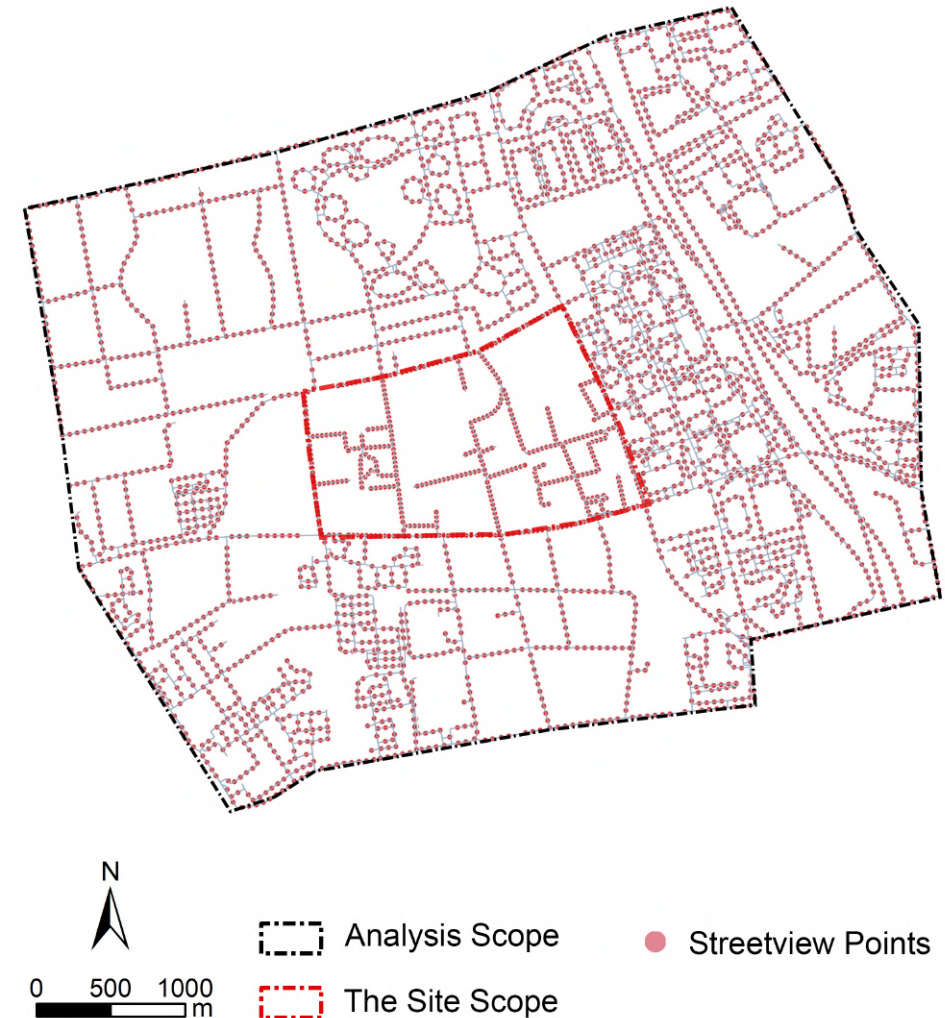 N
0 500 1000
m
Analysis Scope
The Site Scope
Streetview Points